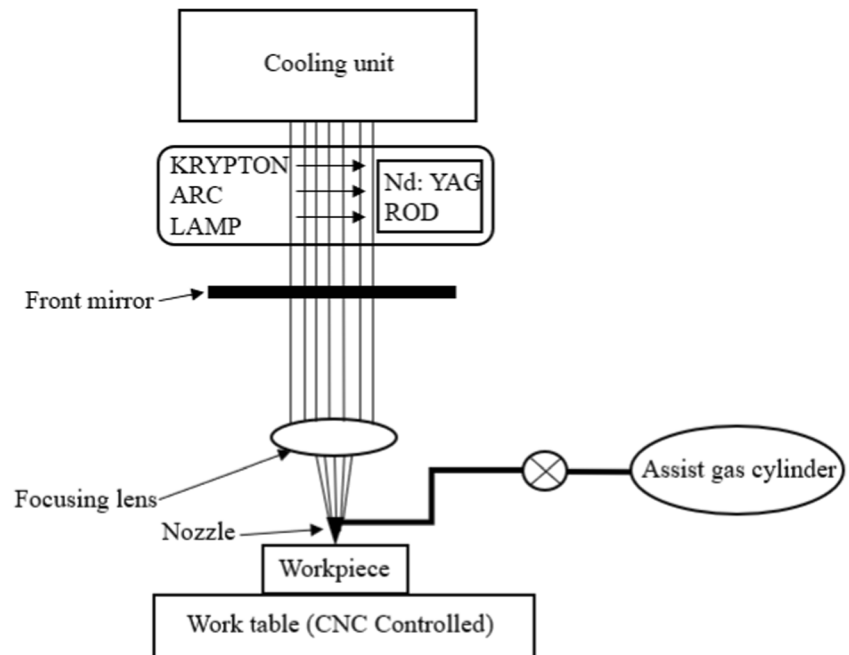 Cooling unit
KRYPTON
ARC
LAMP
Nd: YAG
ROD
Front mirror
Focusing lens
Assist gas cylinder
Nozzle
Workpiece
Work table (CNC Controlled)